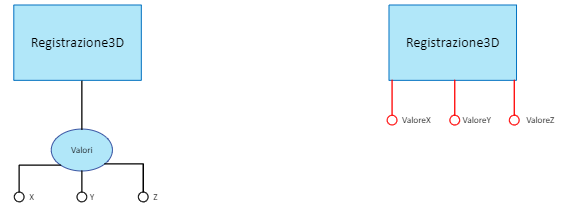 Registrazione3D
Valori
X
Y
Z
Registrazione3D
ValoreX
ValoreY
ValoreZ